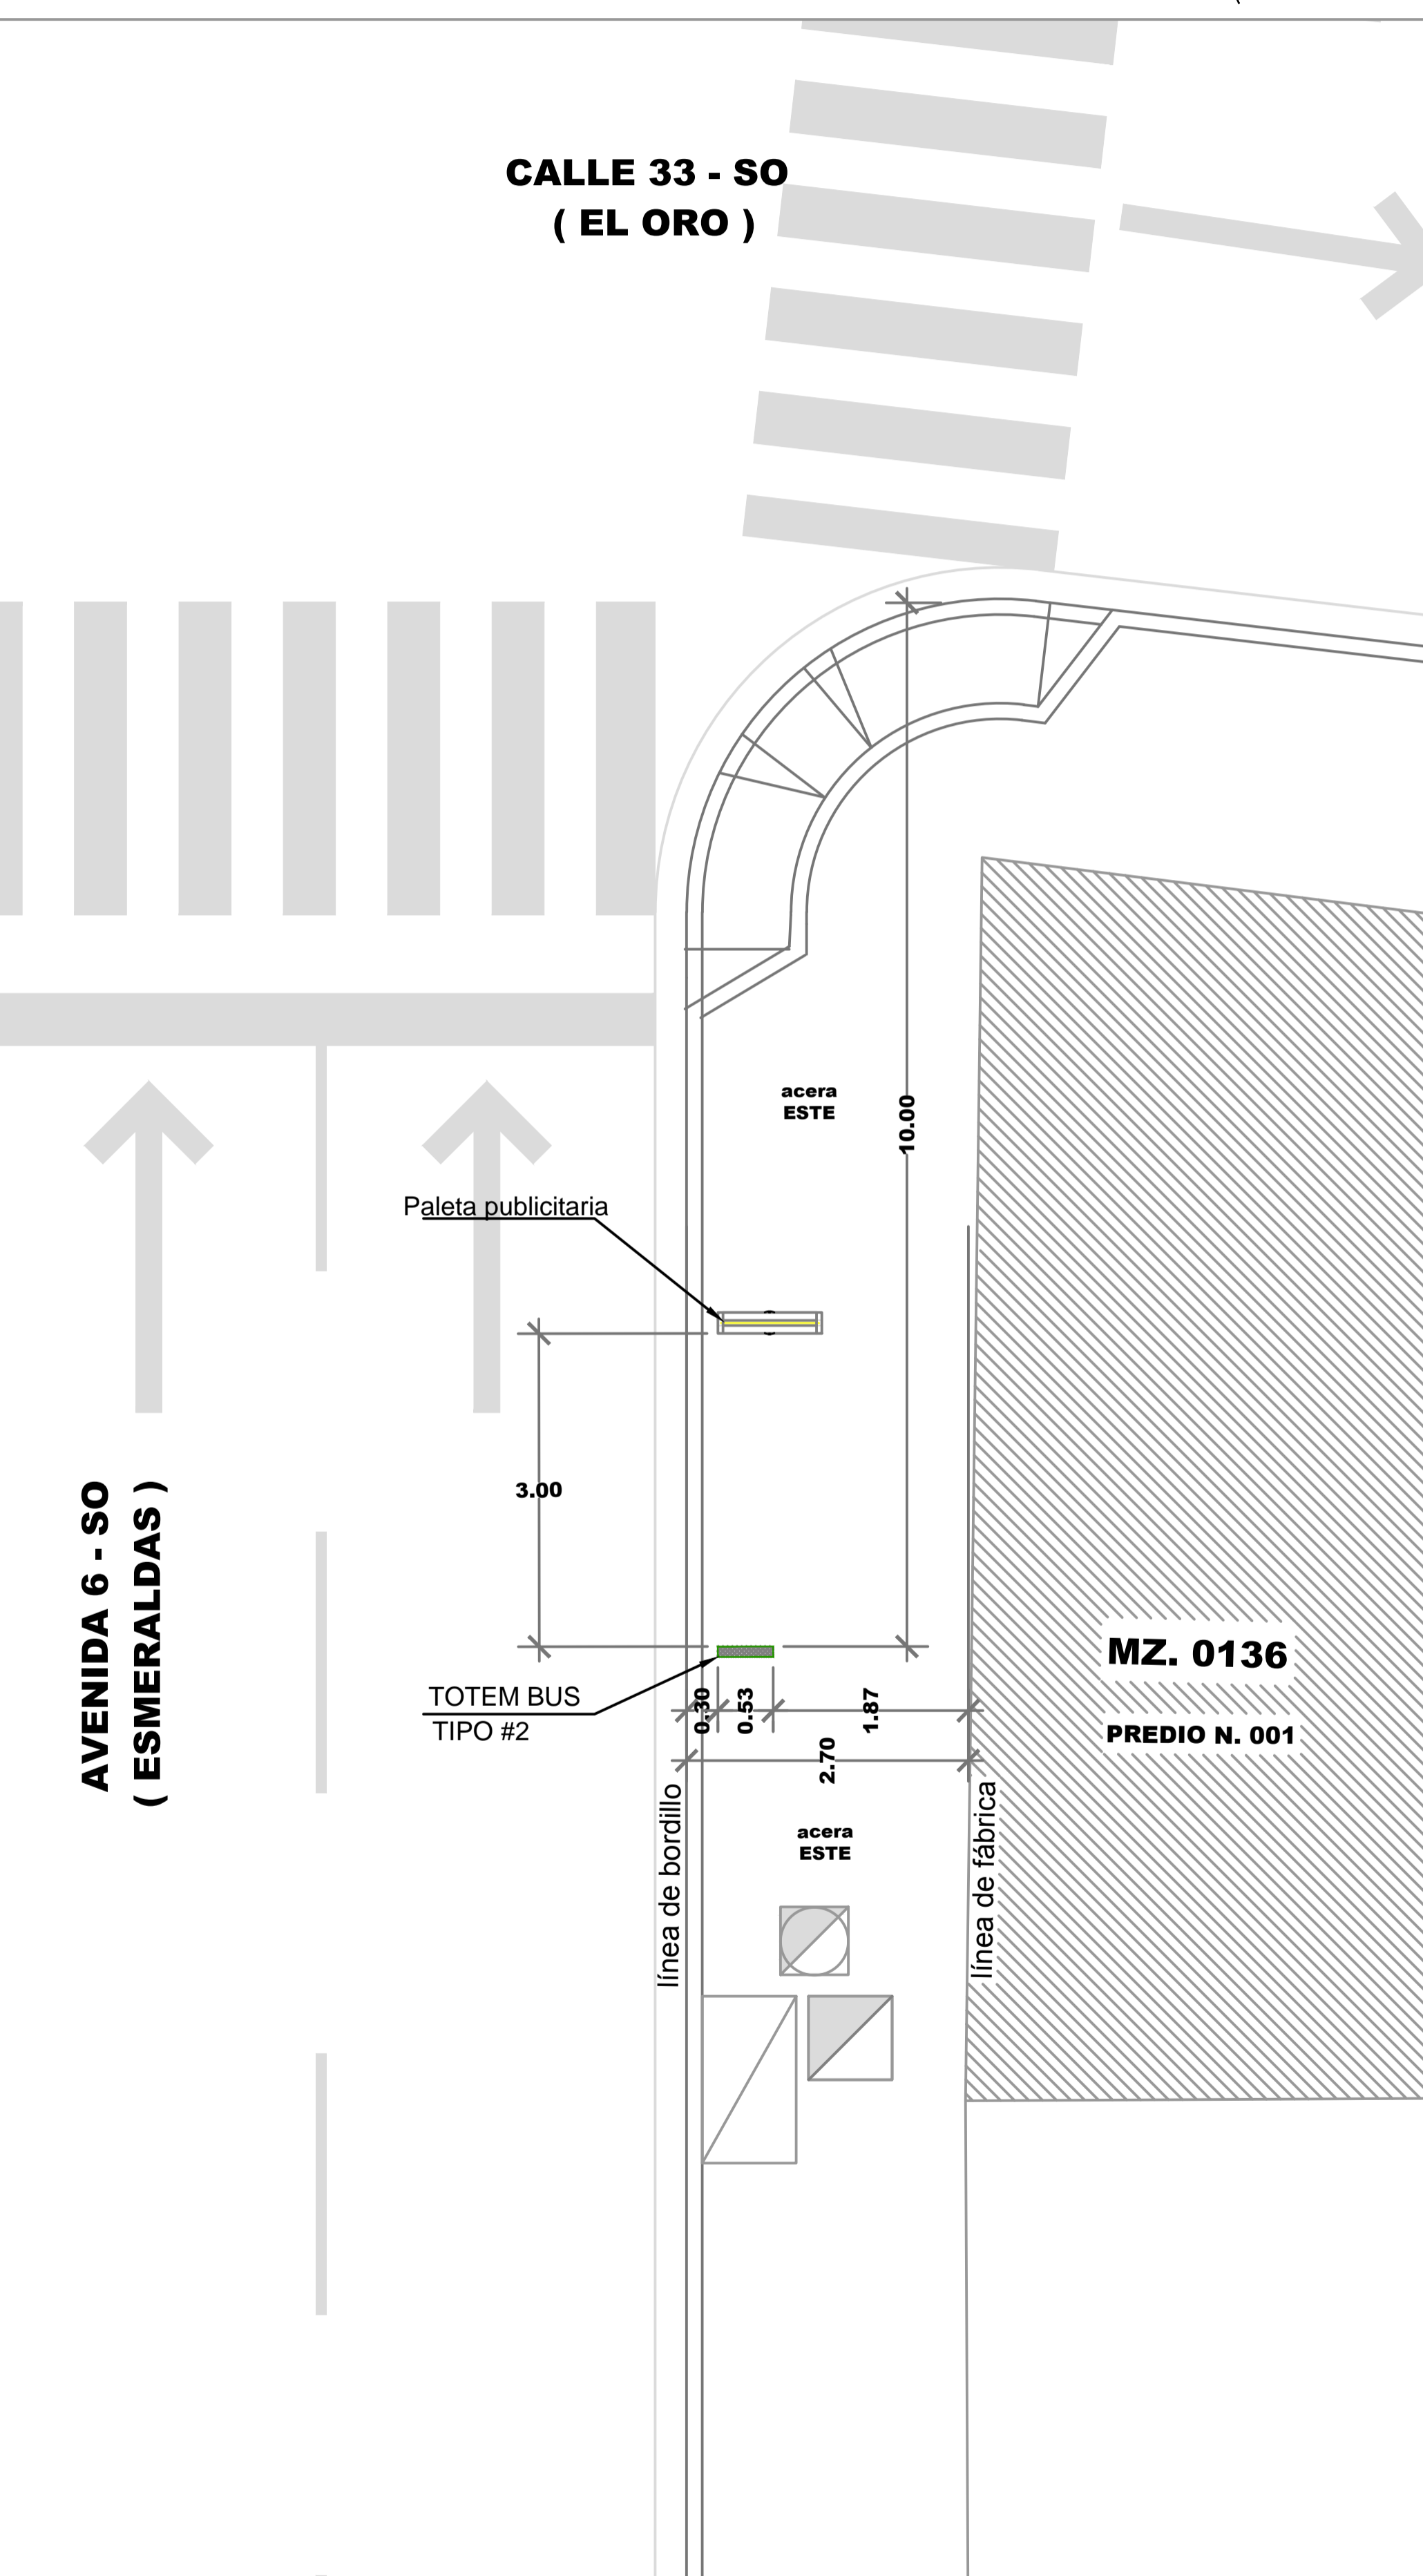 CALLE 33 - SO
( EL ORO )
acera
ESTE
10.00
Paleta publicitaria
3.00
AVENIDA 6 - SO
( ESMERALDAS )
MZ. 0136
PREDIO N. 001
TOTEM BUS
TIPO #2
0.30
0.53
1.87
2.70
línea de bordillo
acera
ESTE
línea de fábrica